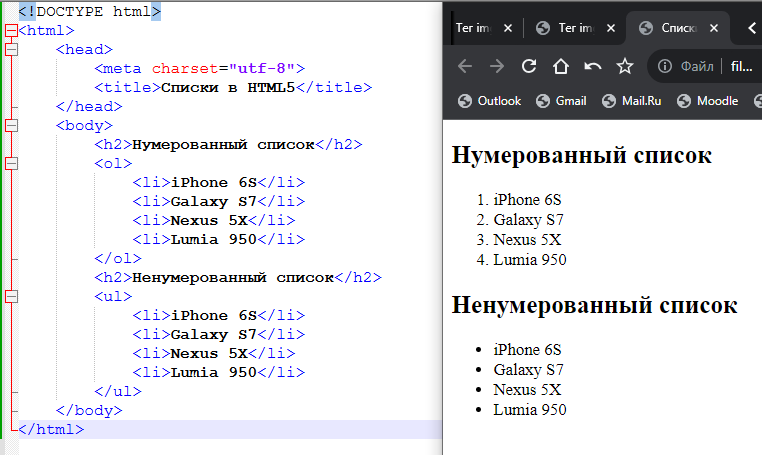 <!DOCTYPE html>
<html>
<head>
<meta charset="utf-8">
<title>Списки в HTML5</title>
</head>
<body>
<h2>Нумерованный список</h2>
<ol>
<li>iPhone 6S</li>
<li>Galaxy S7</li>
<li>Nexus 5X</li>
<li>Lumia 950</li>
</ol>
<h2>Ненумерованный список</h2>
<ul>
<li>iPhone 6S</li>
<li>Galaxy S7</li>
<li>Nexus 5X</li>
<li>Lumia 950</li>
</ul>
</body>
</html>
Тег im
Тег im
Списк
Файл fil...
Outlook Gmail Mail.Ru Moodle
Нумерованный список
1. iPhone 6S
2. Galaxy S7
3. Nexus 5X
4. Lumia 950
Ненумерованный список
• iPhone 6S
• Galaxy S7
• Nexus 5X
• Lumia 950